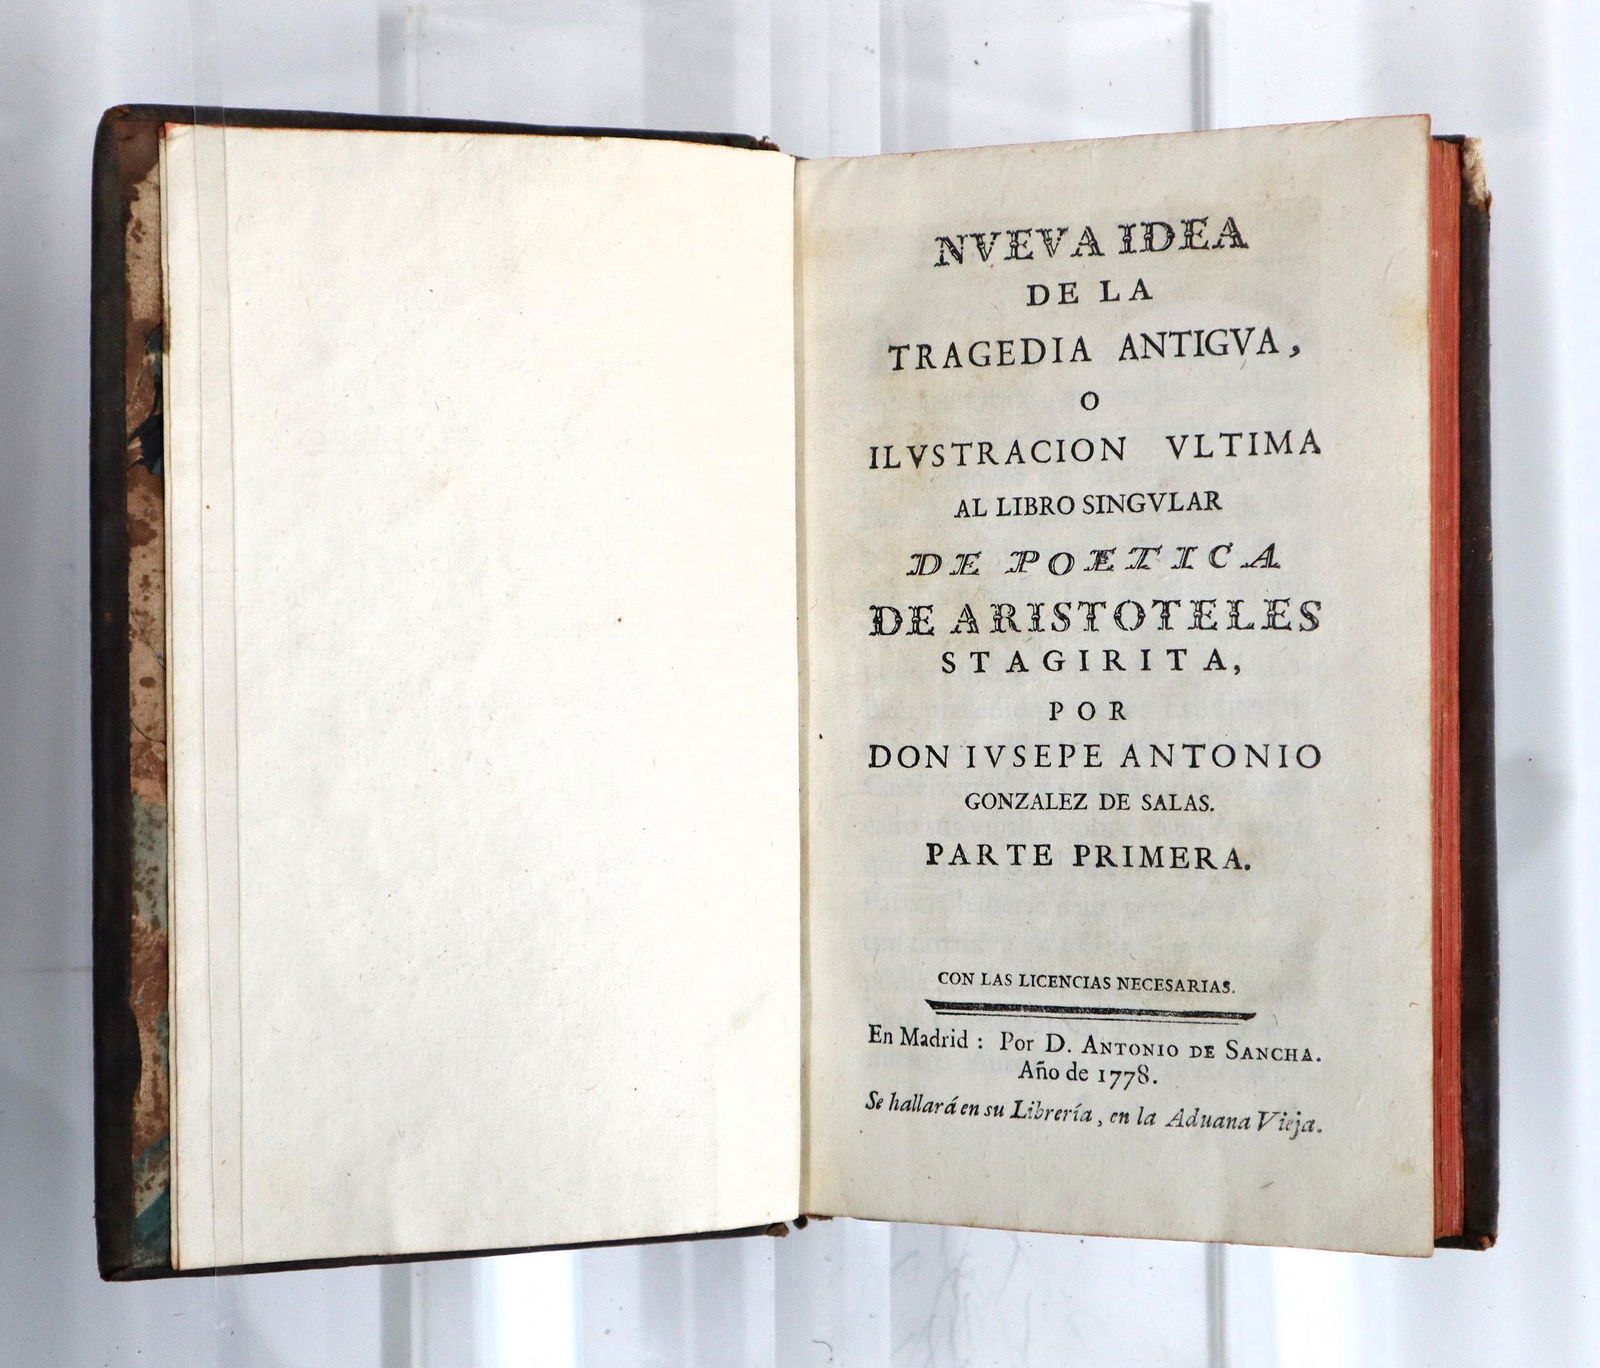 NVEVA IDEA
DE LA
TRAGEDIA ANTIGVA,
O
ILVSTRACION VLTIMA
AL LIBRO SINGVLAR
DE POETICA
DE ARISTOTELES
STAGIRITA,
POR
DON IVSEPE ANTONIO
GONZALEZ DE SALAS.
PARTE PRIMERA.
CON LAS LICENCIAS NECESARIAS.
En Madrid : Por D. ANTONIO DE SANCHA.
Año de 1778.
Se hallará en su Librería, en la Aduana Vieja.